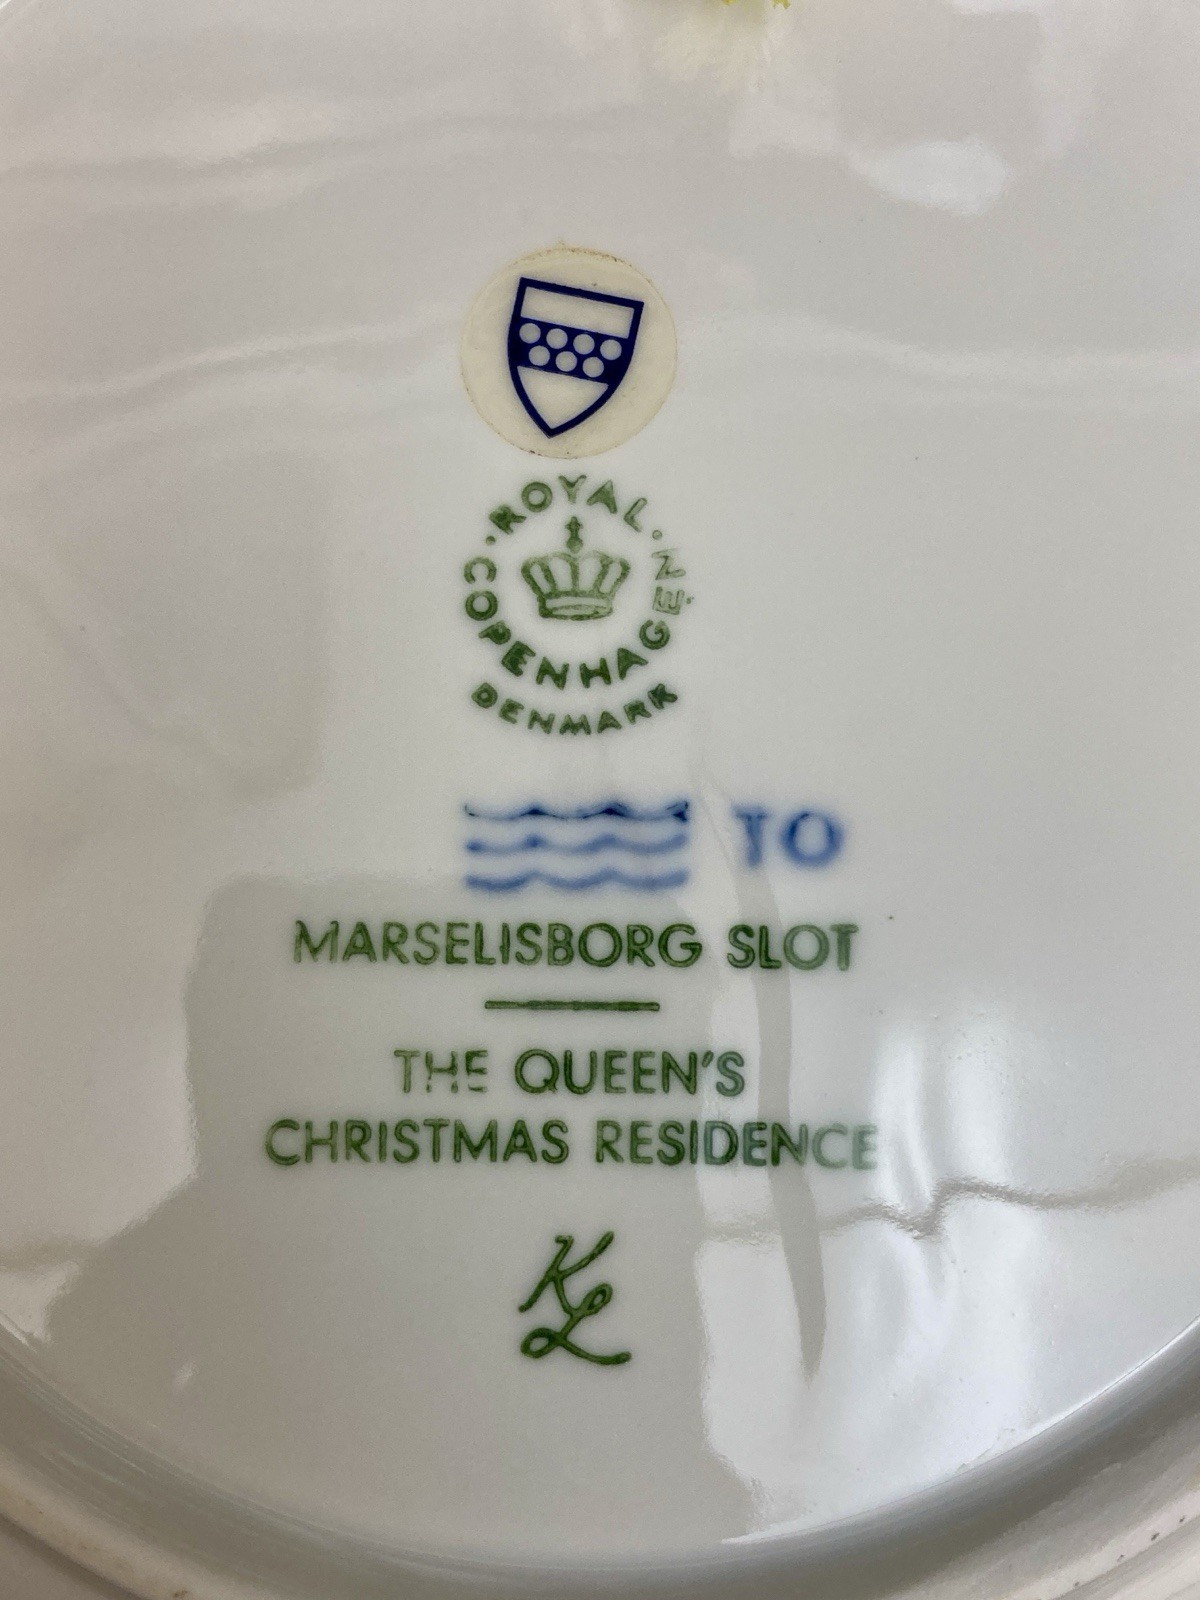 ROYAL
COPENHAGEN
DENMARK
TO
MARSELISBORG SLOT
THE QUEEN'S
CHRISTMAS RESIDENCE
KL